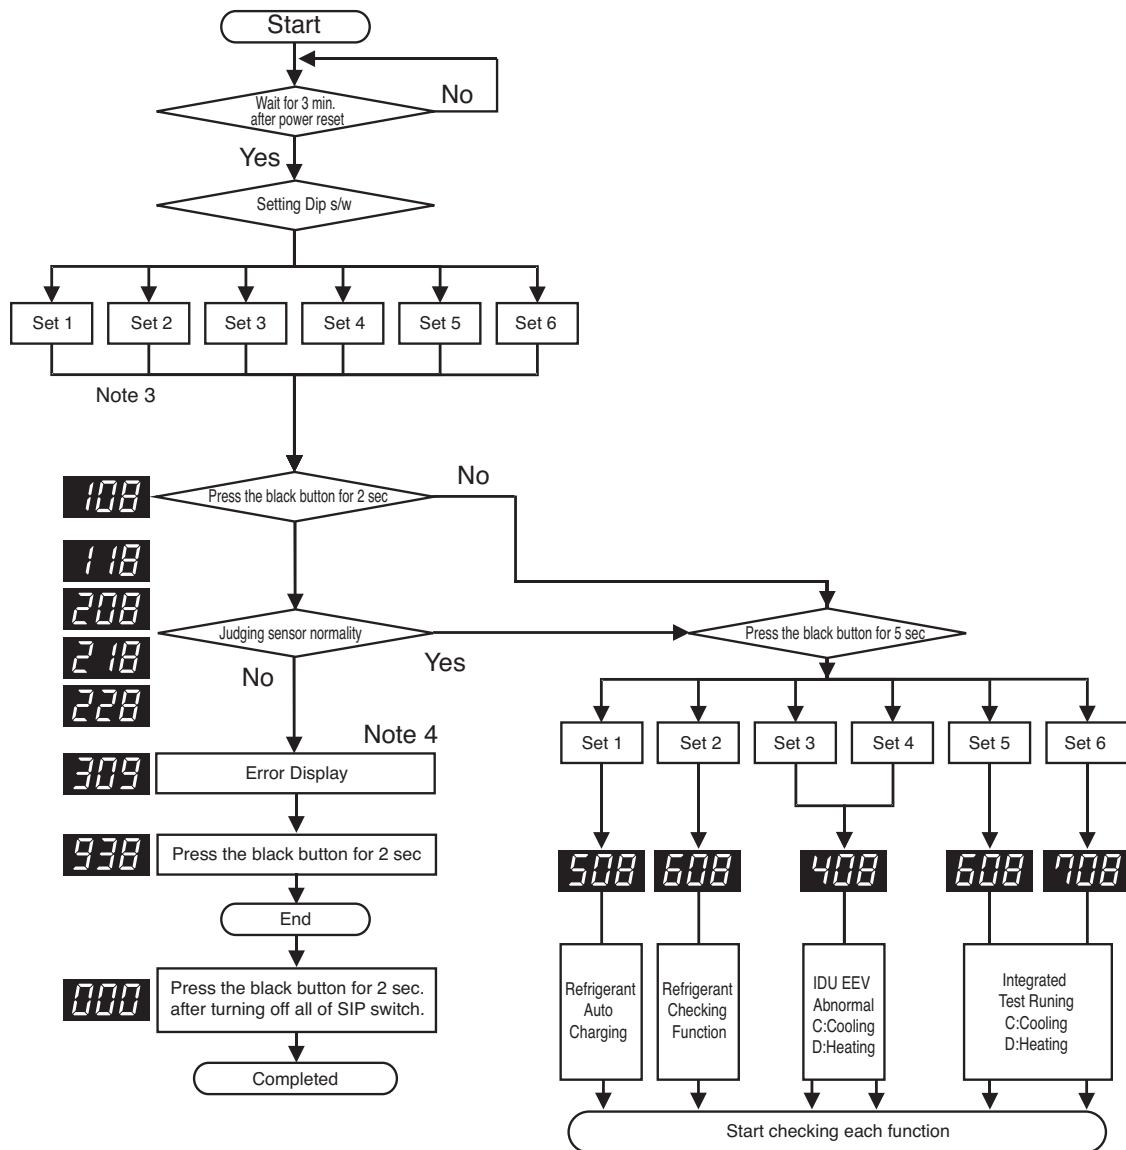 Start
Wait for 3 min.
after power reset
No
Yes
Setting Dip s/w
Set 1
Set 2
Set 3
Set 4
Set 5
Set 6
Note 3
108
Press the black button for 2 sec
No
118
208
Judging sensor normality
Yes
No
Press the black button for 5 sec
218
228
Note 4
309
Error Display
938
Press the black button for 2 sec
End
000
Press the black button for 2 sec.
after turning off all of SIP switch.
Completed
Set 1
Set 2
Set 3
Set 4
Set 5
Set 6
508
608
408
608
708
Refrigerant
Auto
Charging
Refrigerant
Checking
Function
IDU EEV
Abnormal
C:Cooling
D:Heating
Integrated
Test Runing
C:Cooling
D:Heating
Start checking each function